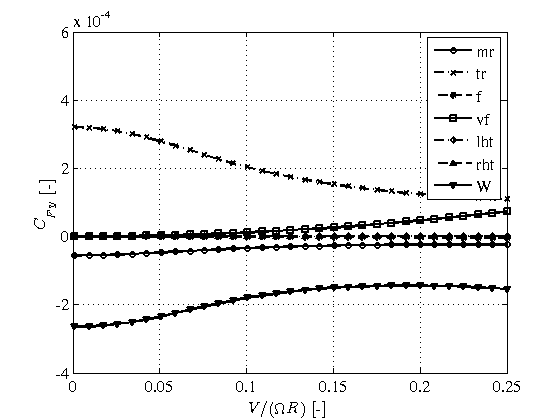 x 10⁻⁴
6
4
2
0
-2
-4
C_Fy [-]
mr
tr
f
vf
lht
rht
W
0 0.05 0.1 0.15 0.2 0.25
V/(ΩR) [-]